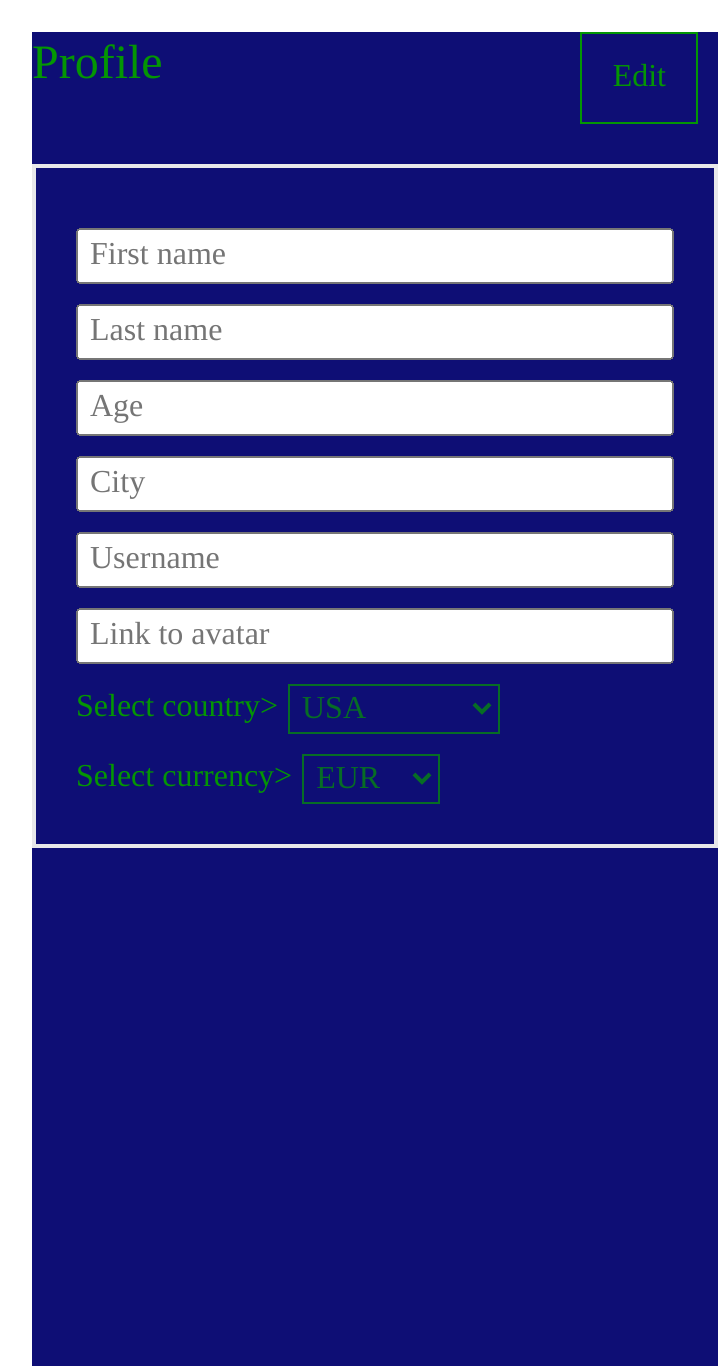 Profile
Edit
First name
Last name
Age
City
Username
Link to avatar
Select country> USA
Select currency> EUR